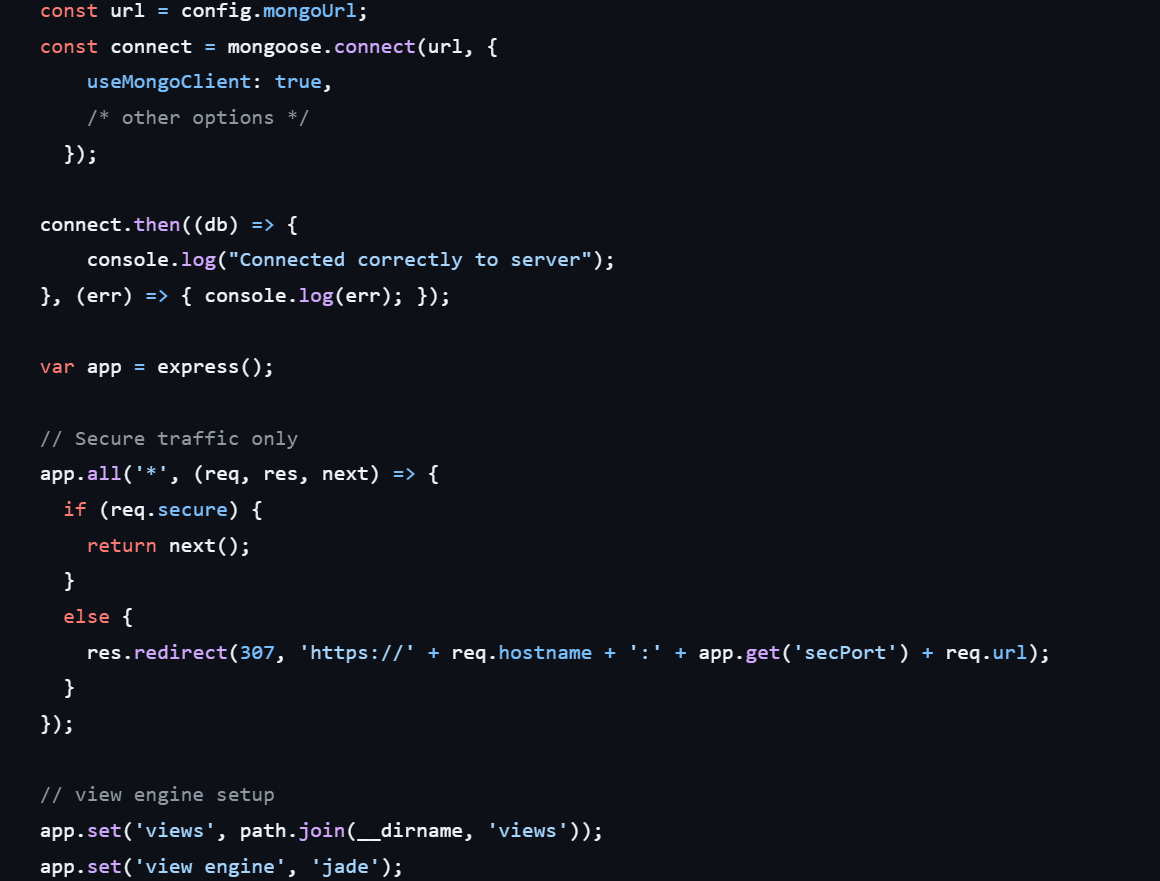 const url = config.mongoUrl;
const connect = mongoose.connect(url, {
    useMongoClient: true,
    /* other options */
  });

connect.then((db) => {
    console.log("Connected correctly to server");
}, (err) => { console.log(err); });

var app = express();

// Secure traffic only
app.all('*', (req, res, next) => {
  if (req.secure) {
    return next();
  }
  else {
    res.redirect(307, 'https://' + req.hostname + ':' + app.get('secPort') + req.url);
  }
});

// view engine setup
app.set('views', path.join(__dirname, 'views'));
app.set('view engine', 'jade');